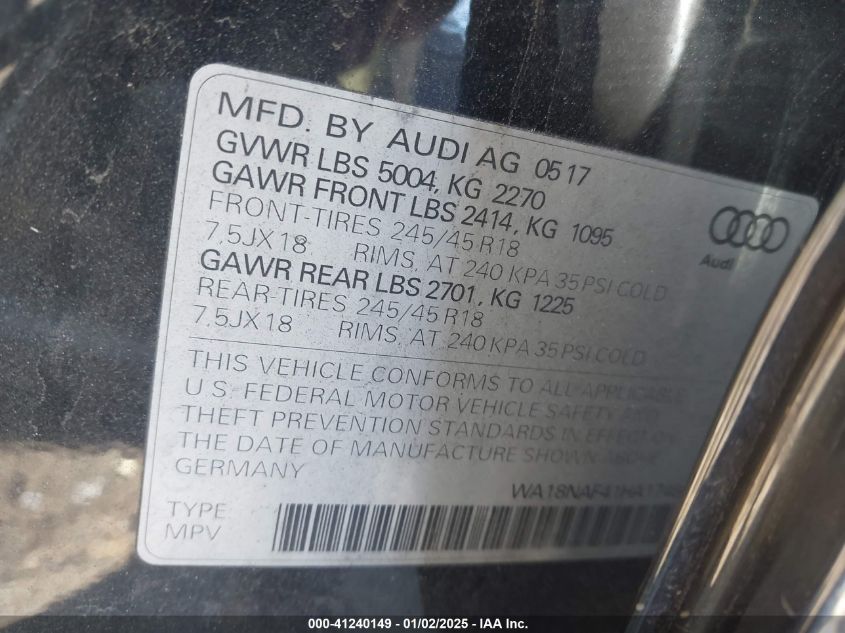 MFD. BY AUDI AG 0517
GVWR LBS 5004, KG 2270
GAWR FRONT LBS 2414, KG 1095
FRONT-TIRES 245/45 R18
7,5JX18 RIMS, AT 240 KPA 35 PSI COLD
GAWR REAR LBS 2701, KG 1225
REAR-TIRES 245/45 R18
7,5JX18 RIMS, AT 240 KPA 35 PSI COLD
Audi
THIS VEHICLE CONFORMS TO ALL APPLICABLE
U.S. FEDERAL MOTOR VEHICLE SAFETY AND
THEFT PREVENTION STANDARDS IN EFFECT ON
THE DATE OF MANUFACTURE SHOWN ABOVE
GERMANY
TYPE
MPV
000-41240149 - 01/02/2025 - IAA Inc.